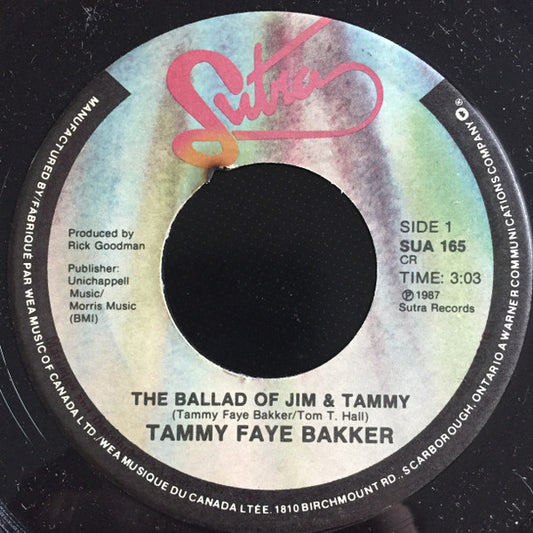 Sutra
Produced by
Rick Goodman
Publisher:
Unichappell
Music/
Morris Music
(BMI)
SIDE 1
SUA 165
CR
TIME: 3:03
℗ 1987
Sutra Records
THE BALLAD OF JIM & TAMMY
(Tammy Faye Bakker/Tom T. Hall)
TAMMY FAYE BAKKER
MANUFACTURED BY/FABRIQUÉ PAR WEA MUSIC OF CANADA LTD./WEA MUSIQUE DU CANADA LTÉE. 1810 BIRCHMOUNT RD., SCARBOROUGH, ONTARIO A WARNER COMMUNICATIONS COMPANY